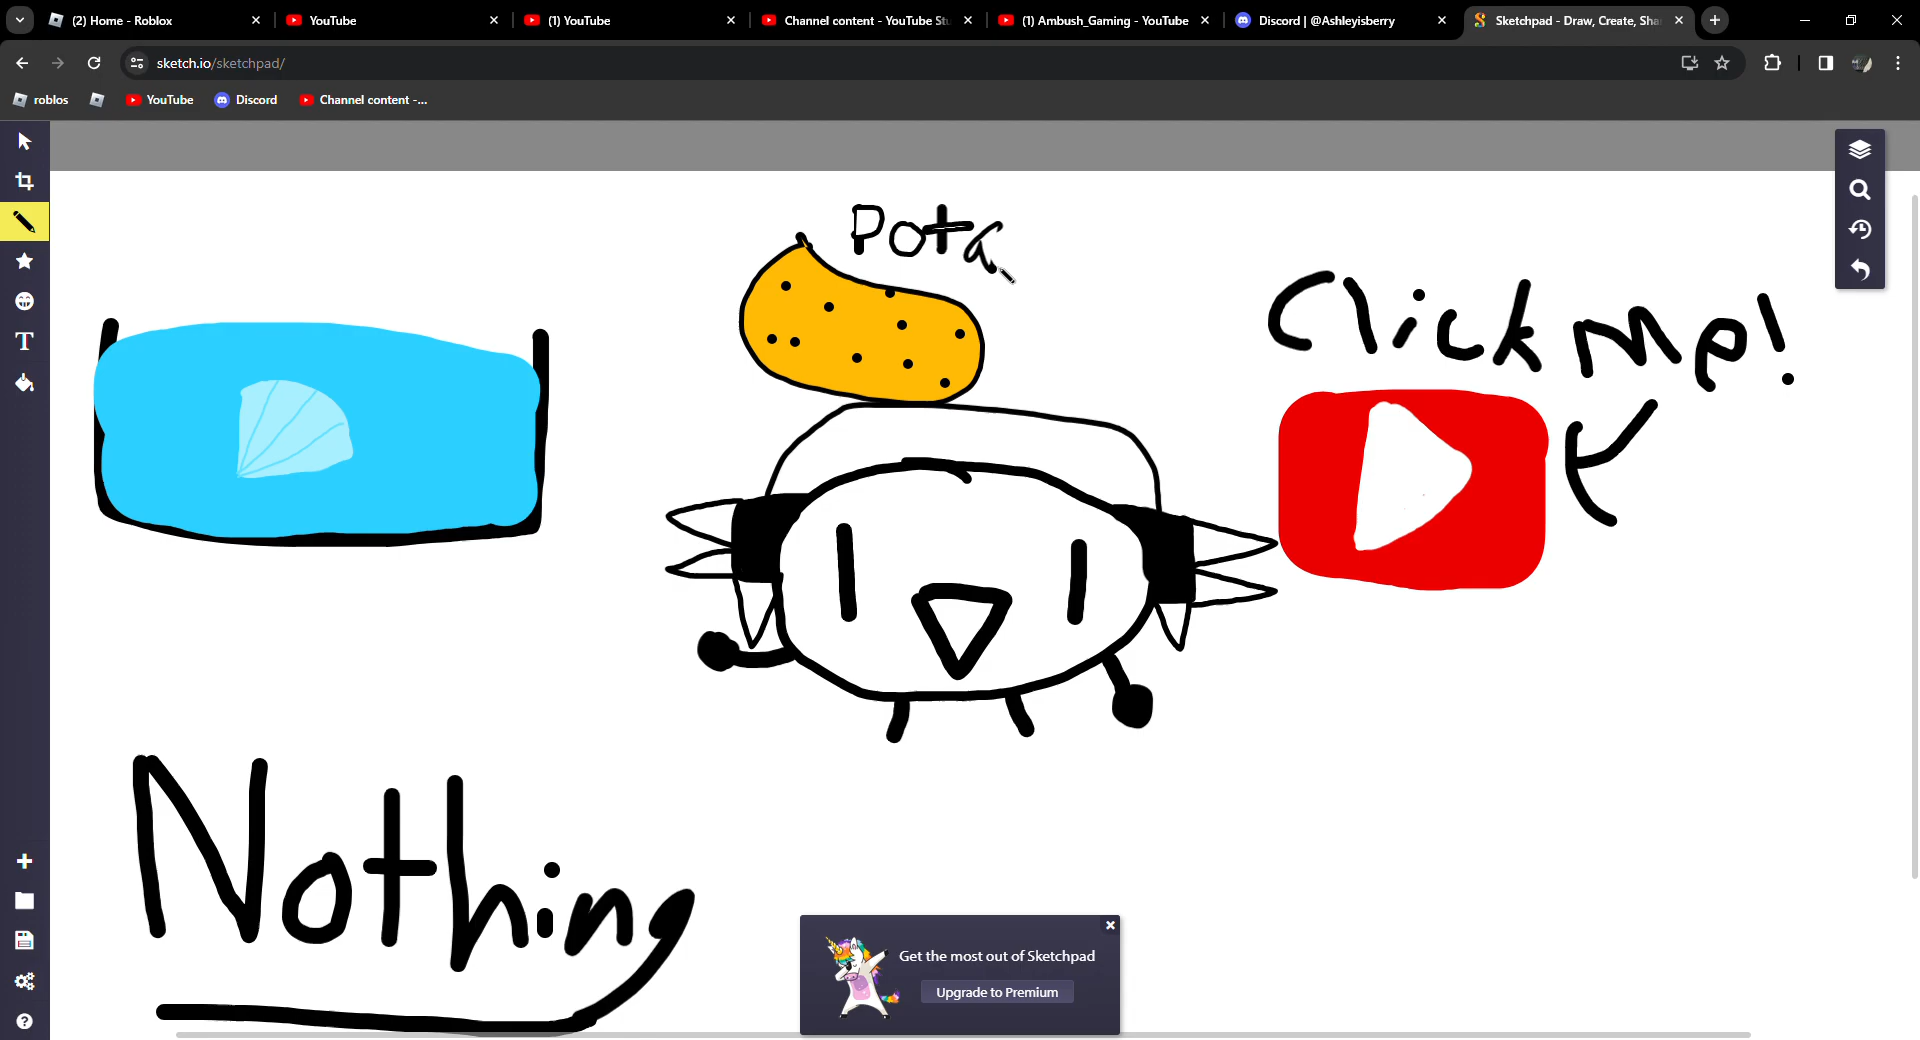 (2) Home - Roblox
YouTube
(1) YouTube
Channel content - YouTube Stu
(1) Ambush_Gaming - YouTube
Discord | @Ashleyisberry
Sketchpad - Draw, Create, Sha
sketch.io/sketchpad/
roblos
YouTube
Discord
Channel content -...
Pota
Click Me!
Nothing
Get the most out of Sketchpad
Upgrade to Premium